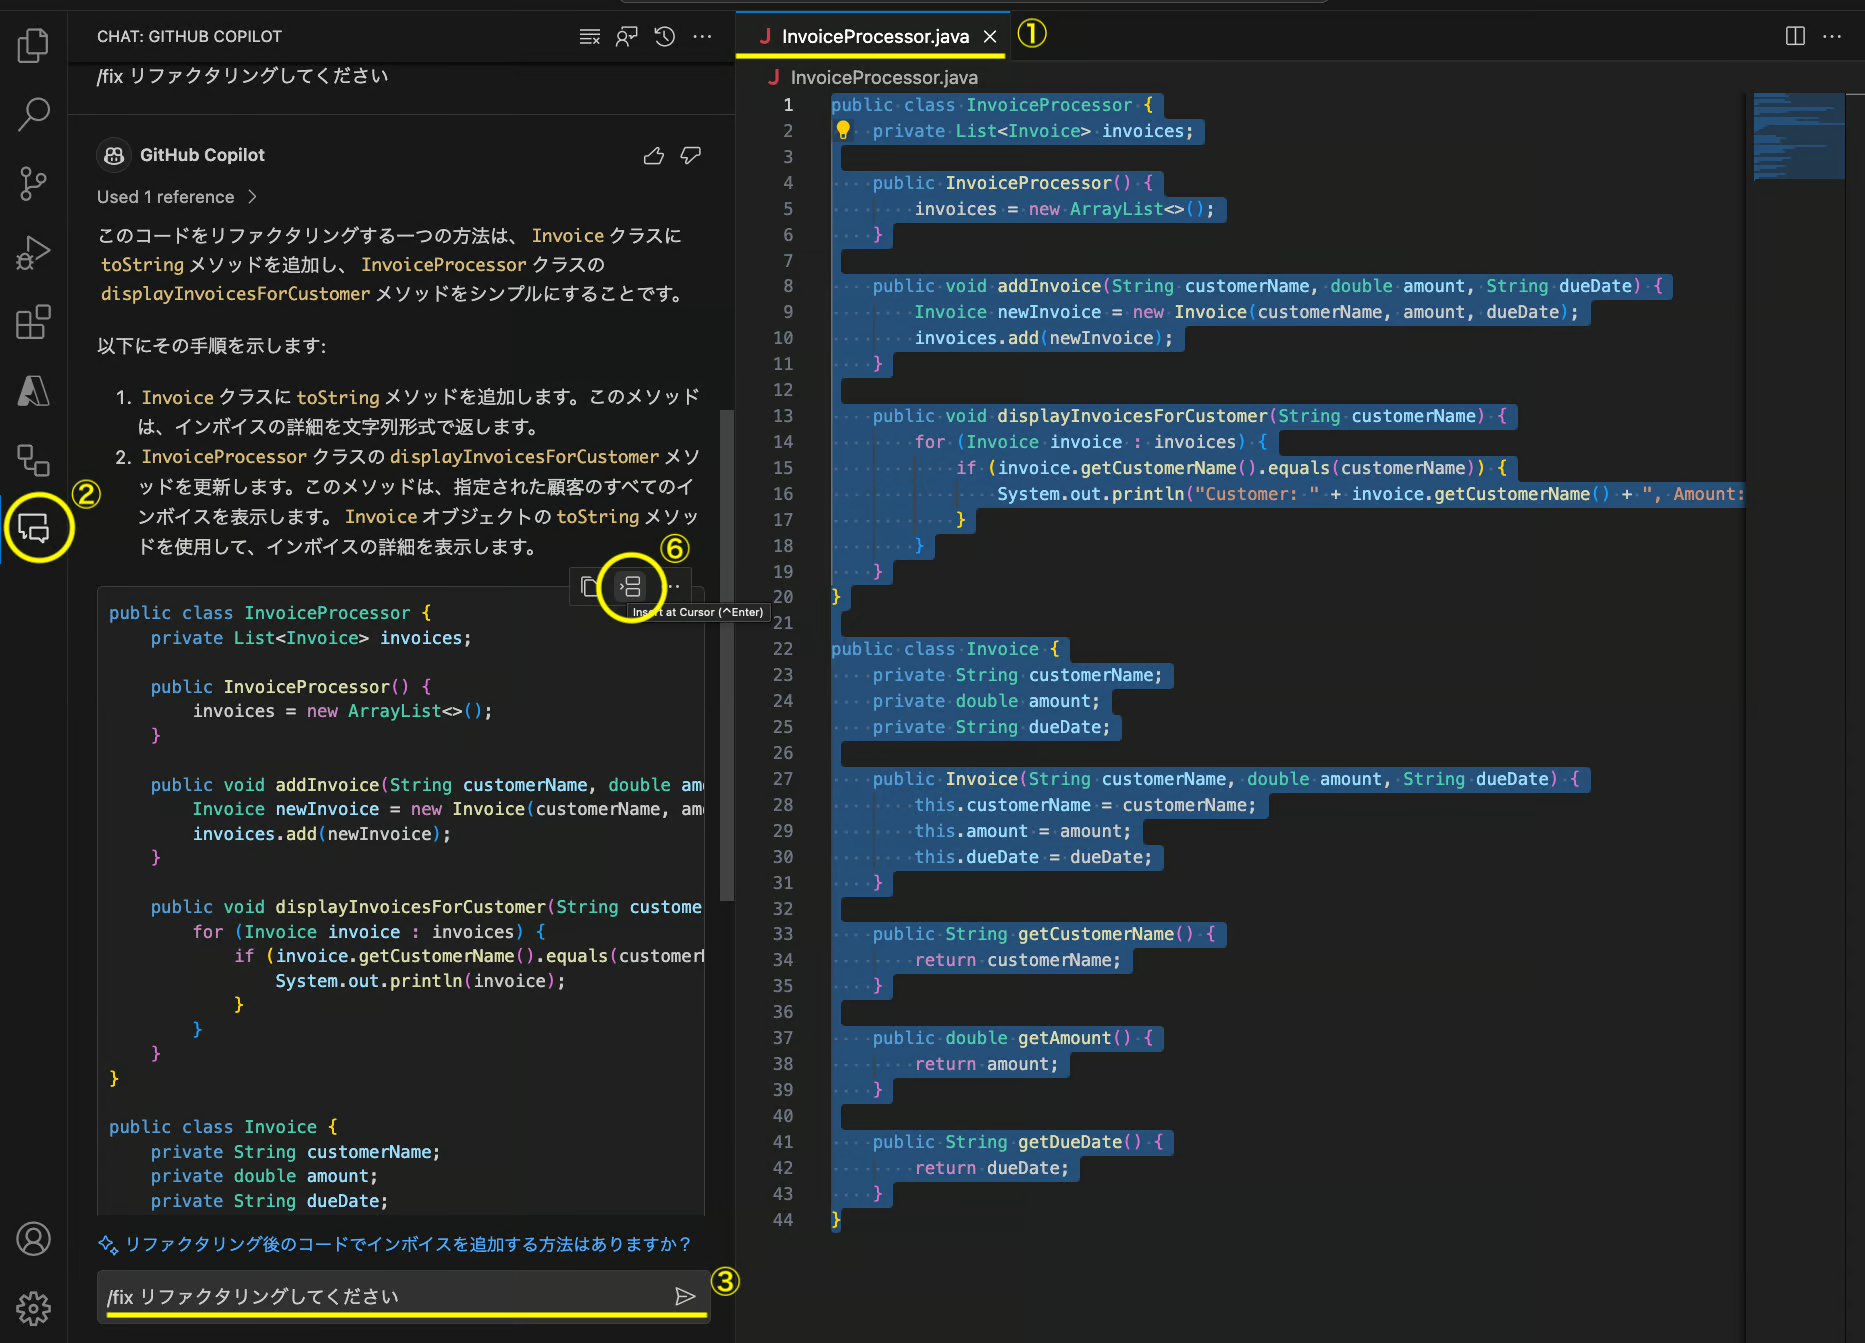 CHAT: GITHUB COPILOT
/fix リファクタリングしてください
GitHub Copilot
Used 1 reference
このコードをリファクタリングする一つの方法は、 Invoice クラスに
toString メソッドを追加し、 InvoiceProcessor クラスの
displayInvoicesForCustomer メソッドをシンプルにすることです。
以下にその手順を示します:
1. Invoice クラスに toString メソッドを追加します。このメソッド
は、インボイスの詳細を文字列形式で返します。
2. InvoiceProcessor クラスの displayInvoicesForCustomer メソ
ッドを更新します。このメソッドは、指定された顧客のすべてのイ
ンボイスを表示します。 Invoice オブジェクトの toString メソッ
ドを使用して、インボイスの詳細を表示します。
②
⑥
Insert at Cursor (^Enter)
public class InvoiceProcessor {
    private List<Invoice> invoices;
    public InvoiceProcessor() {
        invoices = new ArrayList<>();
    }
    public void addInvoice(String customerName, double am
        Invoice newInvoice = new Invoice(customerName, am
        invoices.add(newInvoice);
    }
    public void displayInvoicesForCustomer(String custome
        for (Invoice invoice : invoices) {
            if (invoice.getCustomerName().equals(customer
                System.out.println(invoice);
            }
        }
    }
}
public class Invoice {
    private String customerName;
    private double amount;
    private String dueDate;
リファクタリング後のコードでインボイスを追加する方法はありますか？
/fix リファクタリングしてください
③
J InvoiceProcessor.java
①
J InvoiceProcessor.java
1 public class InvoiceProcessor {
2     private List<Invoice> invoices;
3
4     public InvoiceProcessor() {
5         invoices = new ArrayList<>();
6     }
7
8     public void addInvoice(String customerName, double amount, String dueDate) {
9         Invoice newInvoice = new Invoice(customerName, amount, dueDate);
10         invoices.add(newInvoice);
11     }
12
13     public void displayInvoicesForCustomer(String customerName) {
14         for (Invoice invoice : invoices) {
15             if (invoice.getCustomerName().equals(customerName)) {
16                 System.out.println("Customer: " + invoice.getCustomerName() + ", Amount:
17             }
18         }
19     }
20 }
21
22 public class Invoice {
23     private String customerName;
24     private double amount;
25     private String dueDate;
26
27     public Invoice(String customerName, double amount, String dueDate) {
28         this.customerName = customerName;
29         this.amount = amount;
30         this.dueDate = dueDate;
31     }
32
33     public String getCustomerName() {
34         return customerName;
35     }
36
37     public double getAmount() {
38         return amount;
39     }
40
41     public String getDueDate() {
42         return dueDate;
43     }
44 }